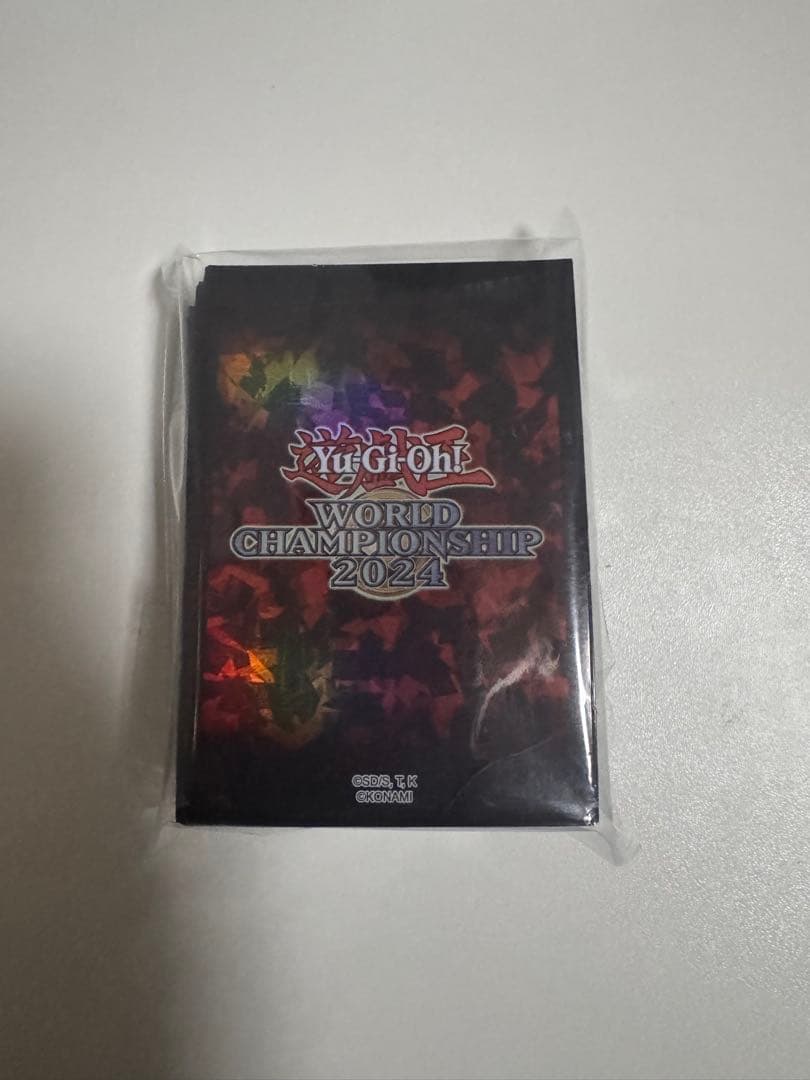 遊戯王
Yu-Gi-Oh!
WORLD
CHAMPIONSHIP
2024
©SD/S, T, K
©KONAMI